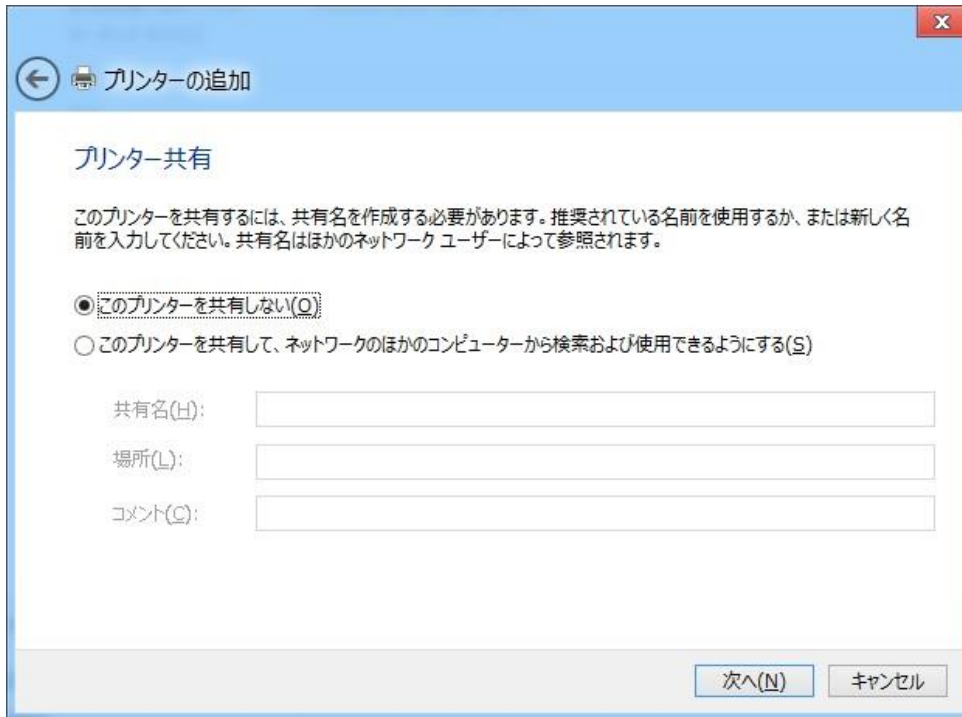 プリンターの追加
プリンター共有
このプリンターを共有するには、共有名を作成する必要があります。推奨されている名前を使用するか、または新しく名
前を入力してください。共有名はほかのネットワーク ユーザーによって参照されます。
このプリンターを共有しない(O)
このプリンターを共有して、ネットワークのほかのコンピューターから検索および使用できるようにする(S)
共有名(H):
場所(L):
コメント(C):
次へ(N) キャンセル